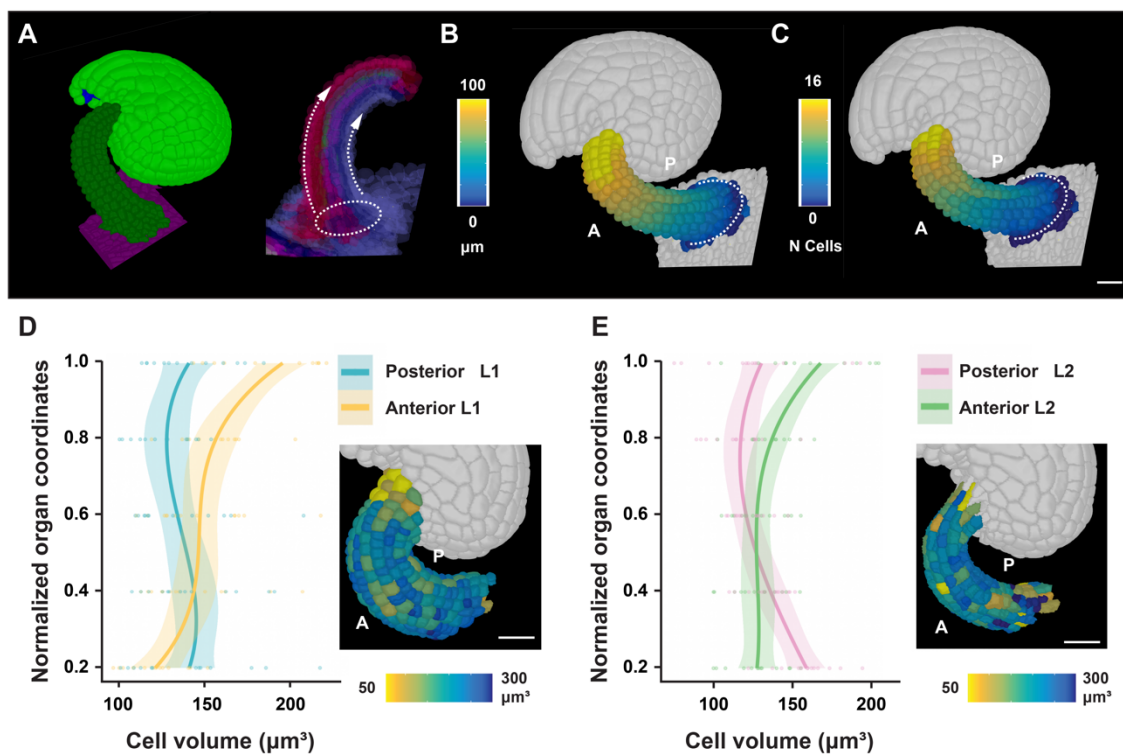 A
B
C
100
0
µm
16
0
N Cells
P
A
P
A
D
Normalized organ coordinates
1.0
0.8
0.6
0.4
0.2
100
150
200
Cell volume (µm³)
Posterior L1
Anterior L1
P
A
50
300
µm³
E
Normalized organ coordinates
1.0
0.8
0.6
0.4
0.2
100
150
200
Cell volume (µm³)
Posterior L2
Anterior L2
P
A
50
300
µm³